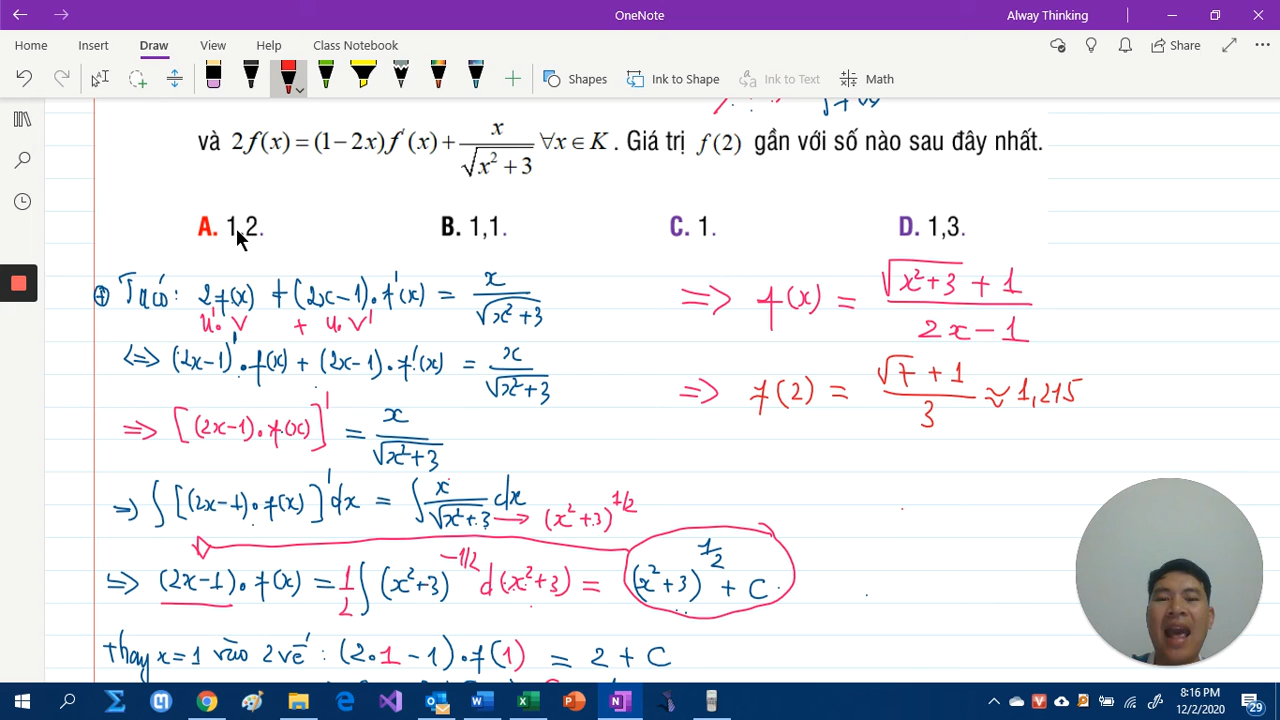 OneNote
Alway Thinking
Home Insert Draw View Help Class Notebook
Share
Shapes Ink to Shape Ink to Text Math
và 2f(x) = (1−2x)f'(x) + x/√(x²+3) ∀x ∈ K. Giá trị f(2) gần với số nào sau đây nhất.
A. 1,2. B. 1,1. C. 1. D. 1,3.
Ta có: 2f(x) + (2x−1).f'(x) = x/√(x²+3)
u'.v + u.v'
<=> (2x−1)'.f(x) + (2x−1).f'(x) = x/√(x²+3)
=> [(2x−1).f(x)]' = x/√(x²+3)
=> ∫[(2x−1).f(x)]'dx = ∫ x/√(x²+3) dx
→ (x²+3)^1/2
=> (2x−1).f(x) = 1/2 ∫(x²+3)^−1/2 d(x²+3) = (x²+3)^1/2 + C
thay x=1 vào 2 vế: (2.1−1).f(1) = 2 + C
=> f(x) = (√(x²+3) + 1)/(2x−1)
=> f(2) = (√7 + 1)/3 ≈ 1,215
8:16 PM
12/2/2020
29